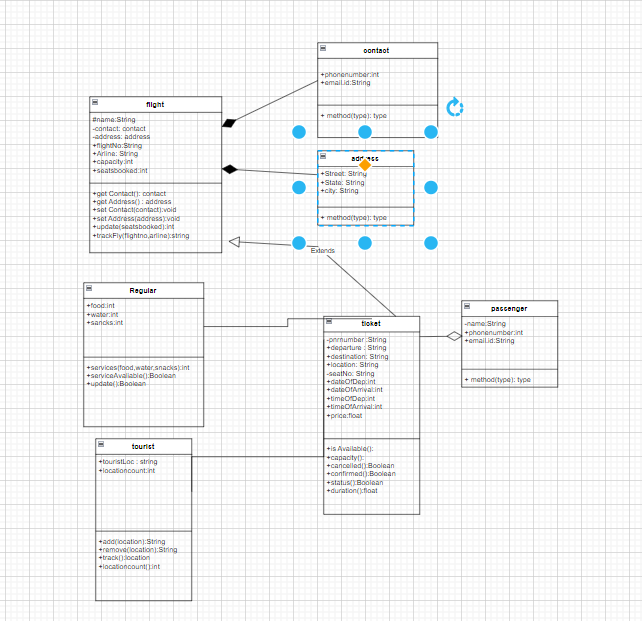 contact
+phonenumber:int
+email.id:String
+ method(type): type
flight
#name:String
-contact: contact
-address: address
+flightNo:String
+Arline: String
+capacity:int
+seatsbooked:int
+get Contact(): contact
+get Address() : address
+set Contact(contact):void
+set Address(address):void
+update(seatsbooked):int
+trackFly(flightno,arline):string
address
+Street: String
+State: String
+city: String
+ method(type): type
Extends
Regular
+food:int
+water:int
+sancks:int
+services(food,water,snacks):int
+serviceAvailable():Boolean
+update():Boolean
ticket
-pnrnumber :String
+departure : String
+destination: String
+location: String
-seatNo: String
+dateOfDep:int
+dateOfArrival:int
+timeOfDep:int
+timeOfArrival:int
+price:float
+is Available():
+capacity():
+cancelled():Boolean
+confirmed():Boolean
+status():Boolean
+duration():float
passenger
-name:String
+phonenumber:int
+email.id:String
+ method(type): type
tourist
+touristLoc : string
+locationcount:int
+add(location):String
+remove(location):String
+track():location
+locationcount():int